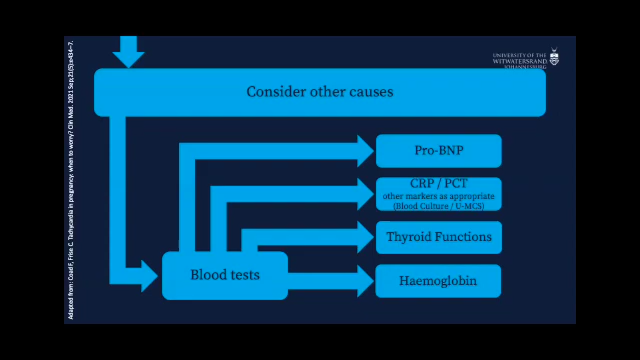 UNIVERSITY OF THE
WITWATERSRAND
JOHANNESBURG
Consider other causes
Pro-BNP
CRP / PCT
other markers as appropriate
(Blood Culture / U-MCS)
Thyroid Functions
Blood tests
Haemoglobin
Adapted from: Coad F, Frise C. Tachycardia in pregnancy: when to worry? Clin Med. 2021 Sep;21(5):e434–7.